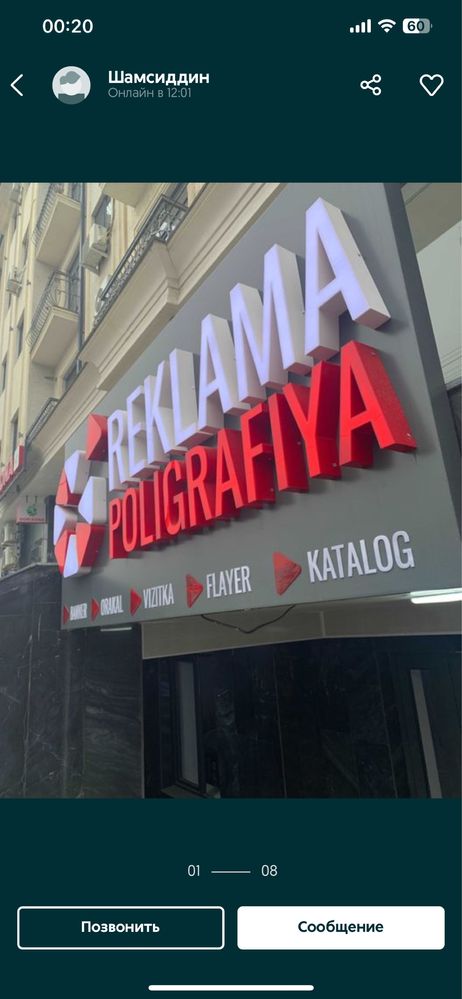 00:20
60
Шамсиддин
Онлайн в 12:01
REKLAMA
POLIGRAFIYA
BANNER ORAKAL VIZITKA FLAYER KATALOG
01 08
Позвонить
Сообщение